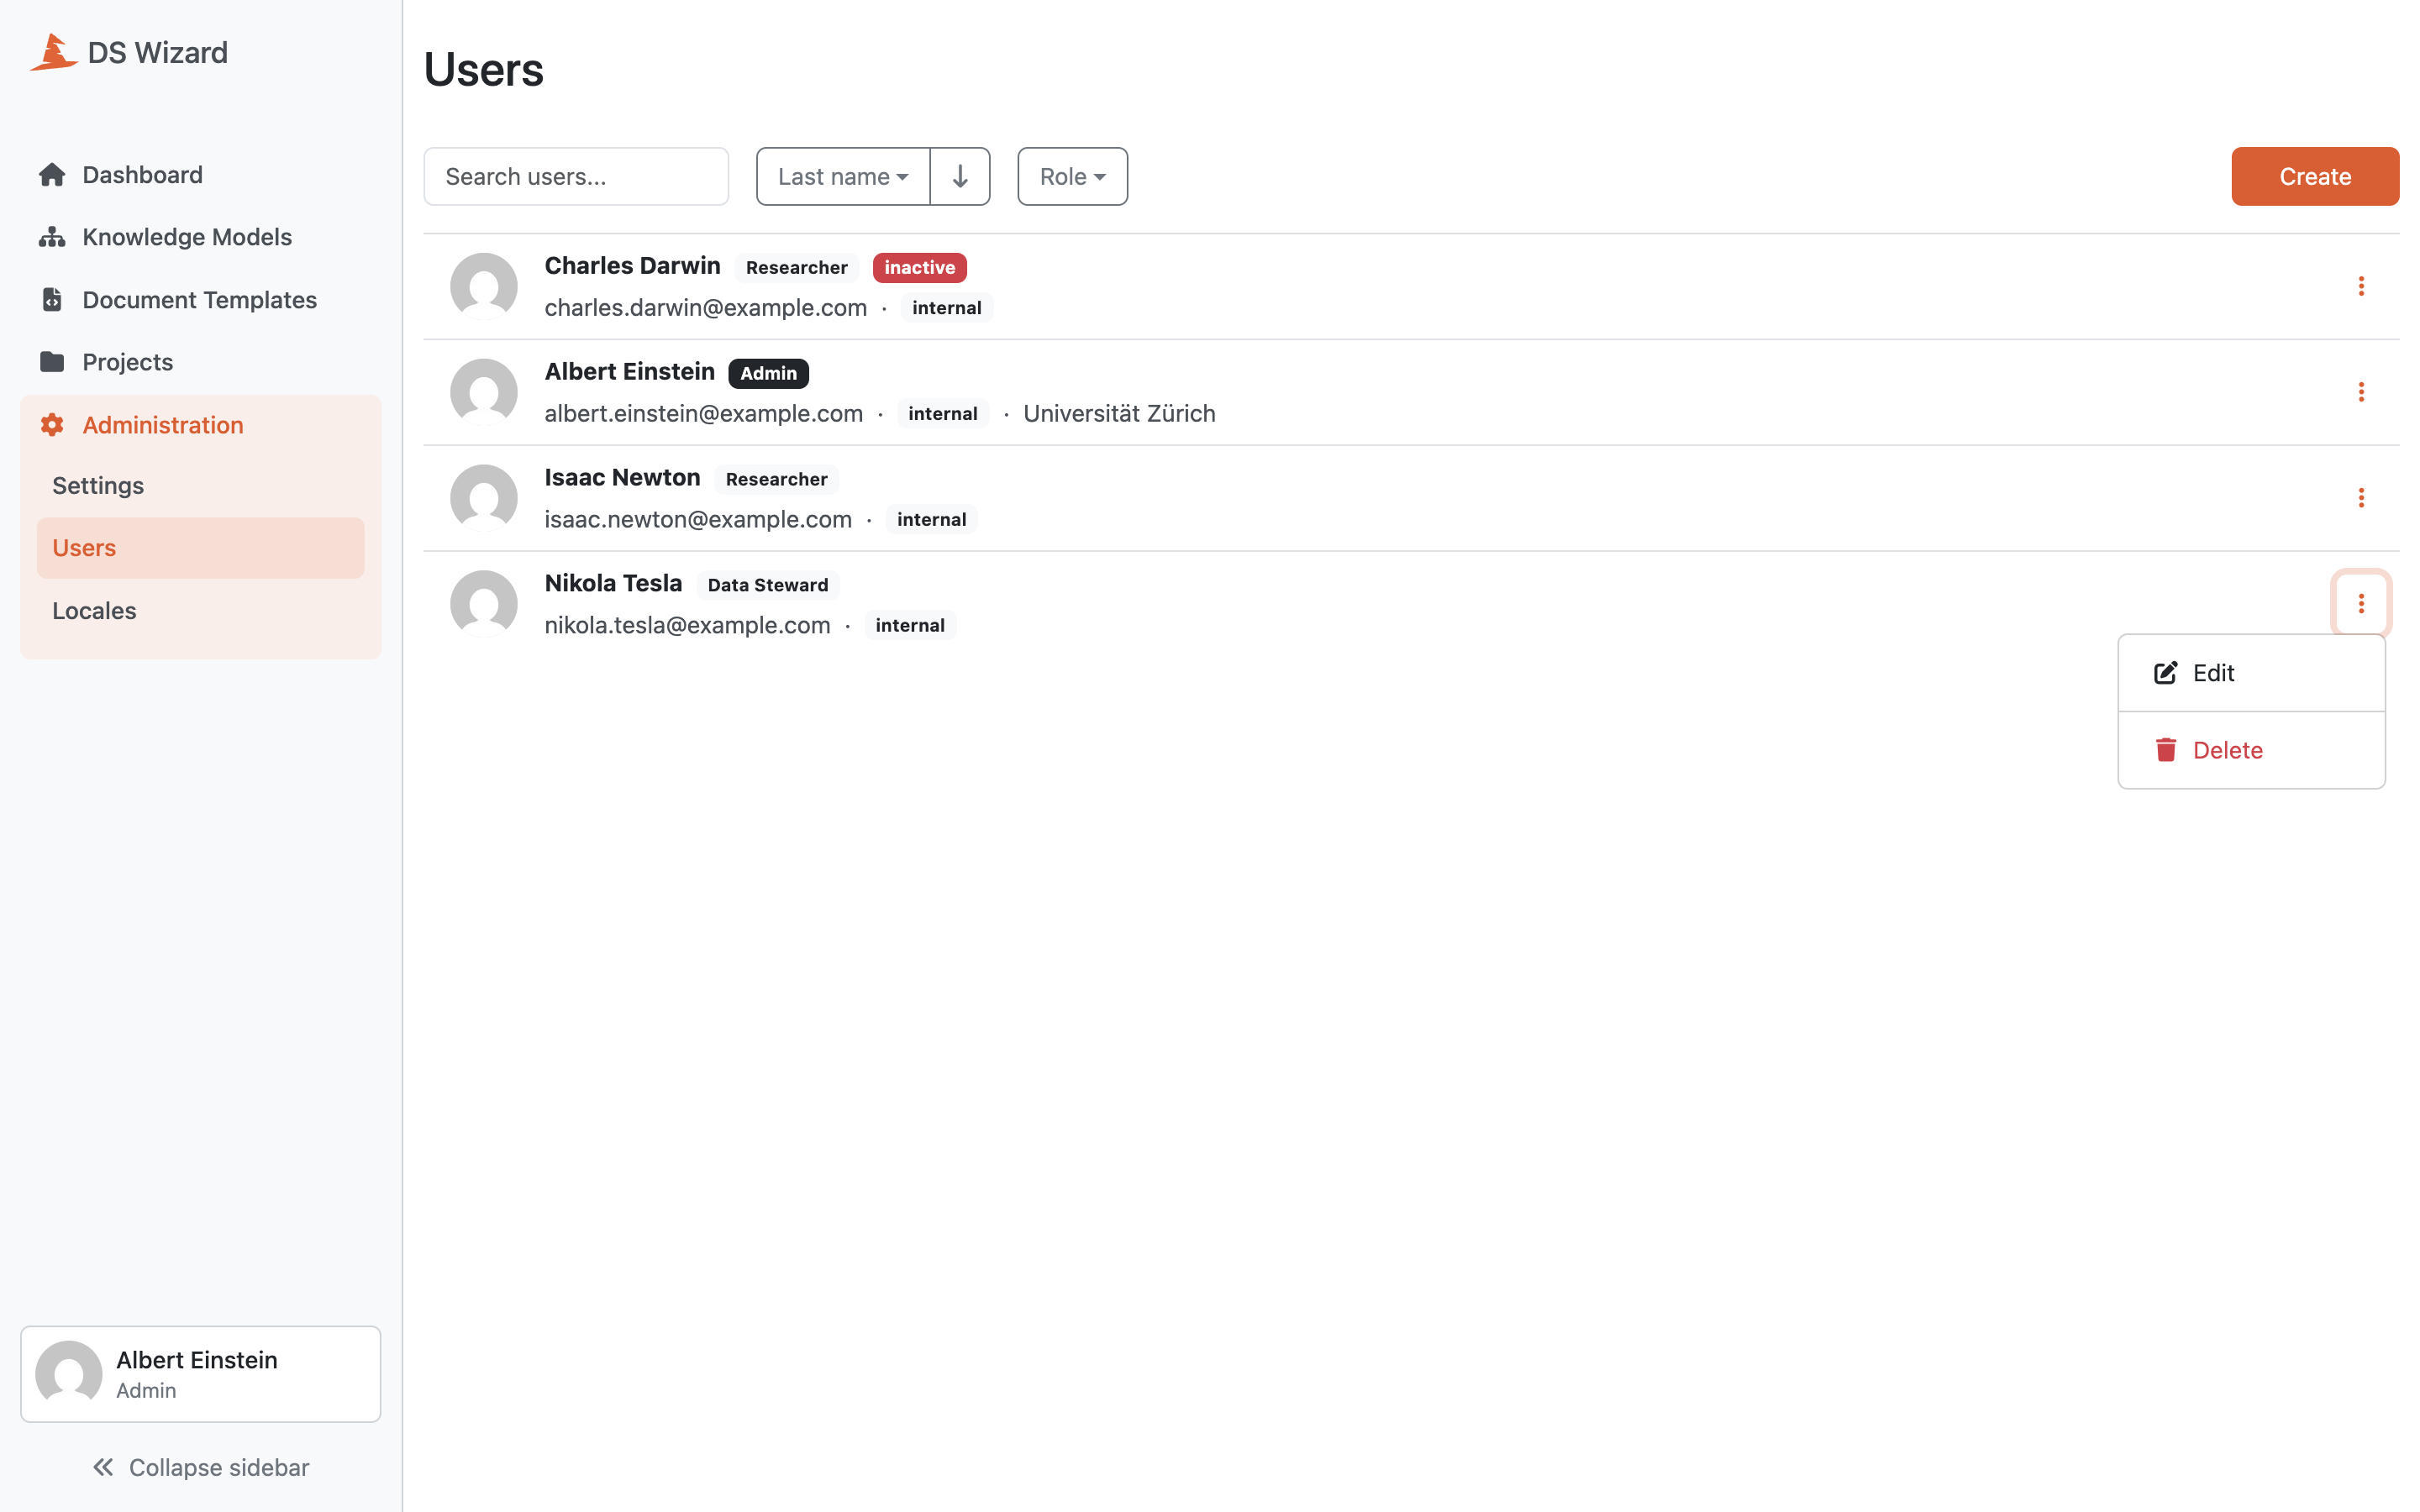 DS Wizard
Dashboard
Knowledge Models
Document Templates
Projects
Administration
Settings
Users
Locales
Albert Einstein
Admin
Collapse sidebar
Users
Search users...
Last name
Role
Create
Charles Darwin Researcher inactive
charles.darwin@example.com · internal
Albert Einstein Admin
albert.einstein@example.com · internal · Universität Zürich
Isaac Newton Researcher
isaac.newton@example.com · internal
Nikola Tesla Data Steward
nikola.tesla@example.com · internal
Edit
Delete